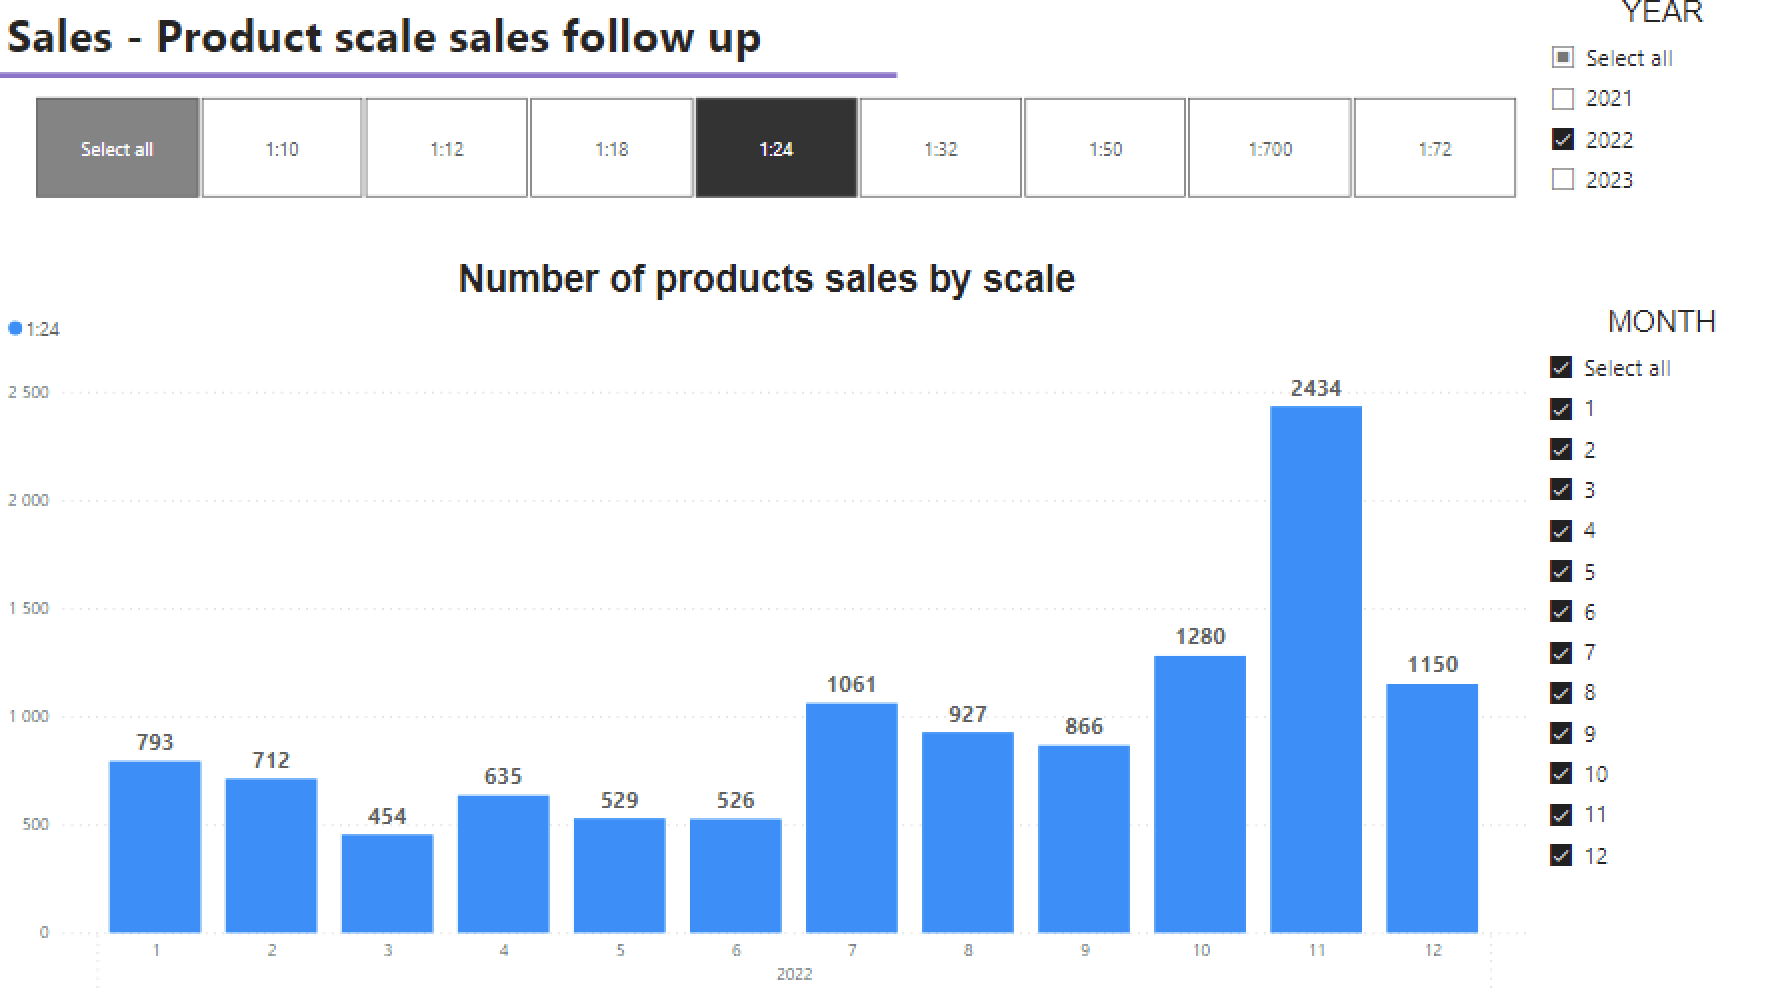 Sales - Product scale sales follow up
Select all 1:10 1:12 1:18 1:24 1:32 1:50 1:700 1:72
YEAR
Select all
2021
2022
2023
Number of products sales by scale
1:24
2 500
2 000
1 500
1 000
500
0
793 712 454 635 529 526 1061 927 866 1280 2434 1150
1 2 3 4 5 6 7 8 9 10 11 12
2022
MONTH
Select all
1
2
3
4
5
6
7
8
9
10
11
12